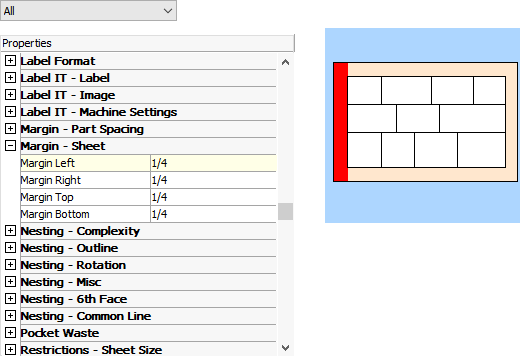 All
Properties
Label Format
Label IT - Label
Label IT - Image
Label IT - Machine Settings
Margin - Part Spacing
Margin - Sheet
Margin Left 1/4
Margin Right 1/4
Margin Top 1/4
Margin Bottom 1/4
Nesting - Complexity
Nesting - Outline
Nesting - Rotation
Nesting - Misc
Nesting - 6th Face
Nesting - Common Line
Pocket Waste
Restrictions - Sheet Size